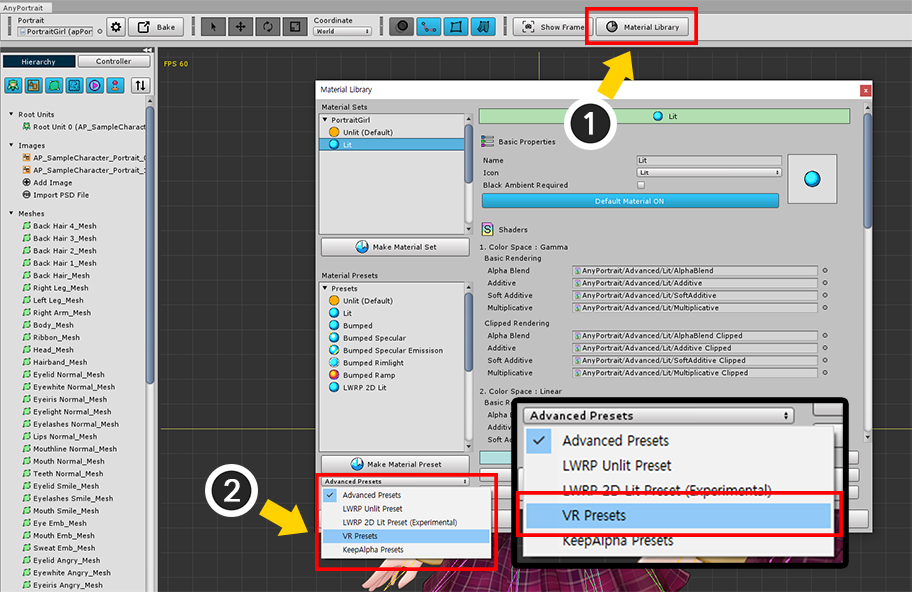 AnyPortrait
Portrait
PortraitGirl (apPor
Bake
Coordinate
World
Show Frame
Material Library
1
Hierarchy
Controller
FPS 60
Root Units
Root Unit 0 (AP_SampleCharact
Images
AP_SampleCharacter_Portrait_
AP_SampleCharacter_Portrait_
Add Image
Import PSD File
Meshes
Back Hair 4_Mesh
Back Hair 3_Mesh
Back Hair 2_Mesh
Back Hair 1_Mesh
Back Hair_Mesh
Right Leg_Mesh
Left Leg_Mesh
Right Arm_Mesh
Body_Mesh
Ribbon_Mesh
Head_Mesh
Hairband_Mesh
Eyelid Normal_Mesh
Eyewhite Normal_Mesh
Eyeiris Normal_Mesh
Eyelight Normal_Mesh
Eyelashes Normal_Mesh
Lips Normal_Mesh
Mouthline Normal_Mesh
Mouth Normal_Mesh
Teeth Normal_Mesh
Eyelid Smile_Mesh
Eyelashes Smile_Mesh
Mouth Smile_Mesh
Eye Emb_Mesh
Mouth Emb_Mesh
Sweat Emb_Mesh
Eyelid Angry_Mesh
Eyewhite Angry_Mesh
Eyeiris Angry_Mesh
Material Library
Material Sets
PortraitGirl
Unlit (Default)
Lit
Make Material Set
Material Presets
Presets
Unlit (Default)
Lit
Bumped
Bumped Specular
Bumped Specular Emission
Bumped Rimlight
Bumped Ramp
LWRP 2D Lit
Make Material Preset
Advanced Presets
Advanced Presets
LWRP Unlit Preset
LWRP 2D Lit Preset (Experimental)
VR Presets
KeepAlpha Presets
2
Lit
Basic Properties
Name
Lit
Icon
Lit
Black Ambient Required
Default Material ON
Shaders
1. Color Space : Gamma
Basic Rendering
Alpha Blend
AnyPortrait/Advanced/Lit/AlphaBlend
Additive
AnyPortrait/Advanced/Lit/Additive
Soft Additive
AnyPortrait/Advanced/Lit/SoftAdditive
Multiplicative
AnyPortrait/Advanced/Lit/Multiplicative
Clipped Rendering
Alpha Blend
AnyPortrait/Advanced/Lit/AlphaBlend Clipped
Additive
AnyPortrait/Advanced/Lit/Additive Clipped
Soft Additive
AnyPortrait/Advanced/Lit/SoftAdditive Clipped
Multiplicative
AnyPortrait/Advanced/Lit/Multiplicative Clipped
2. Color Space : Linear
Basic R
Alpha
Additiv
Soft A
Advanced Presets
Advanced Presets
LWRP Unlit Preset
LWRP 2D Lit Preset (Experimental)
VR Presets
KeepAlpha Presets